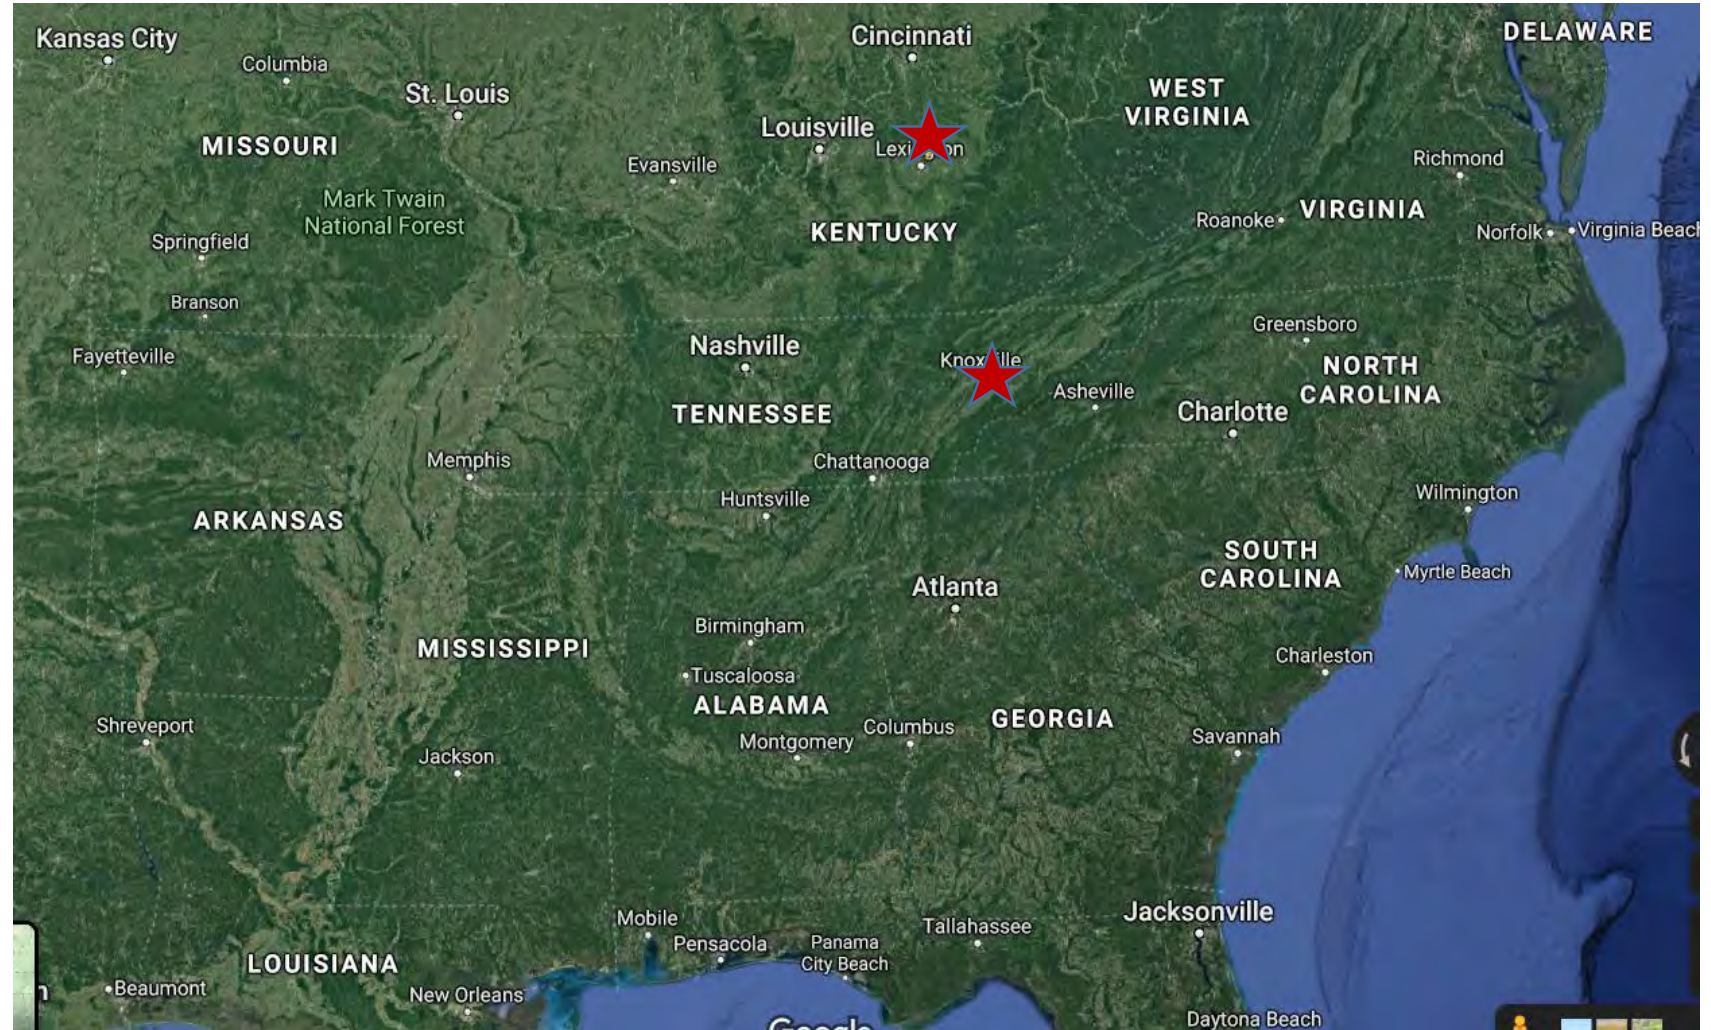 Kansas City
Columbia
St. Louis
Cincinnati
DELAWARE
WEST
VIRGINIA
MISSOURI
Louisville
Evansville
Richmond
Mark Twain
National Forest
KENTUCKY
Roanoke
VIRGINIA
Norfolk
Springfield
Branson
Fayetteville
Nashville
Greensboro
NORTH
CAROLINA
Asheville
Charlotte
TENNESSEE
Memphis
Chattanooga
Huntsville
Wilmington
ARKANSAS
SOUTH
CAROLINA
Myrtle Beach
Atlanta
Birmingham
MISSISSIPPI
Tuscaloosa
Charleston
ALABAMA
Columbus
GEORGIA
Shreveport
Montgomery
Savannah
Jackson
Mobile
Pensacola
Panama
City Beach
Tallahassee
Jacksonville
LOUISIANA
Beaumont
New Orleans
Google
Daytona Beach